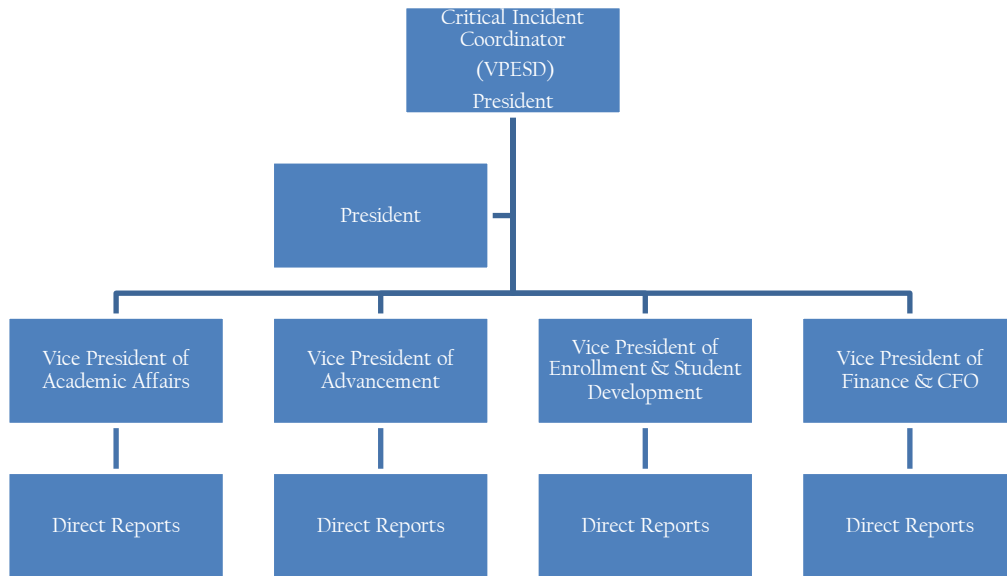 Critical Incident
Coordinator
(VPESD)
President
President
Vice President of
Academic Affairs
Vice President of
Advancement
Vice President of
Enrollment & Student
Development
Vice President of
Finance & CFO
Direct Reports
Direct Reports
Direct Reports
Direct Reports